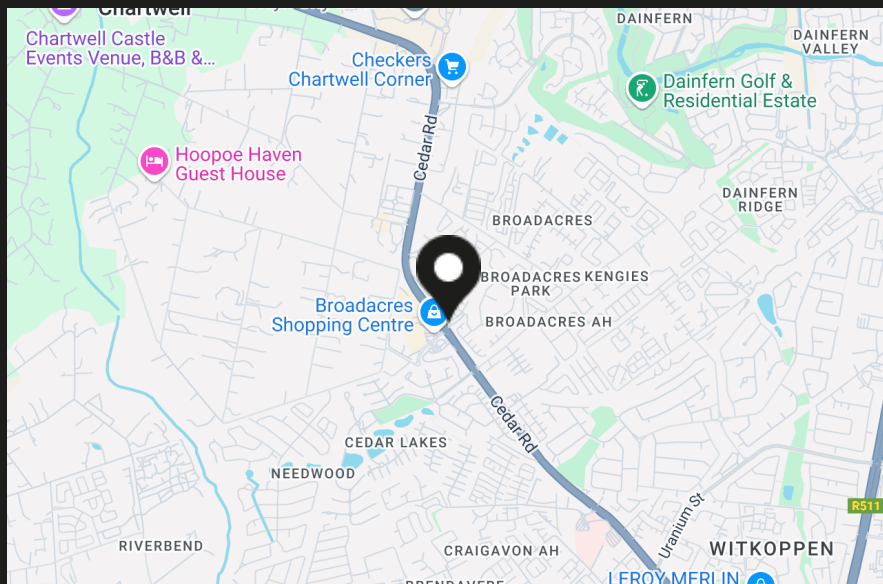 Chartwell
Chartwell Castle
Events Venue, B&B &...
DAINFERN
DAINFERN
VALLEY
Checkers
Chartwell Corner
Dainfern Golf &
Residential Estate
Cedar Rd
Hoopoe Haven
Guest House
DAINFERN
RIDGE
BROADACRES
BROADACRES
PARK
KENGIES
Broadacres
Shopping Centre
BROADACRES AH
Cedar Rd
CEDAR LAKES
NEEDWOOD
R511
Uranium St
RIVERBEND
CRAIGAVON AH
WITKOPPEN
LEROY MERLIN